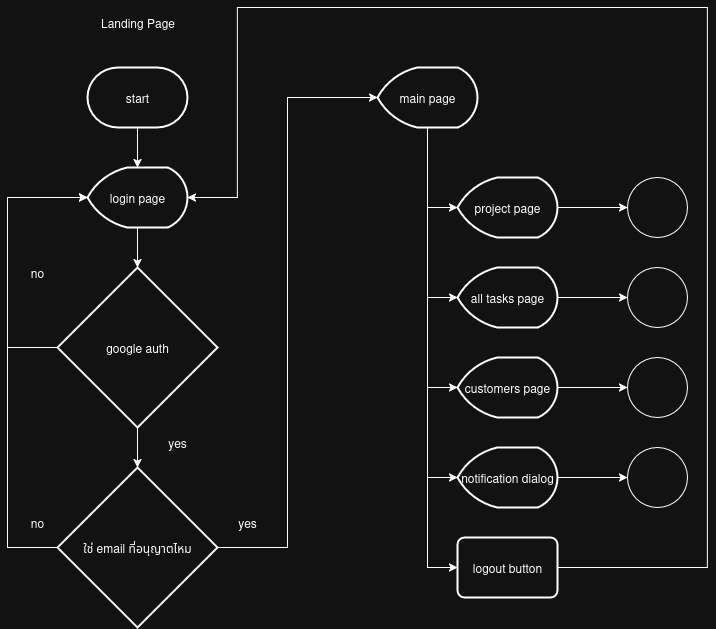 Landing Page
start
login page
no
google auth
yes
no
ใช่ email ที่อนุญาตไหม
yes
main page
project page
all tasks page
customers page
notification dialog
logout button